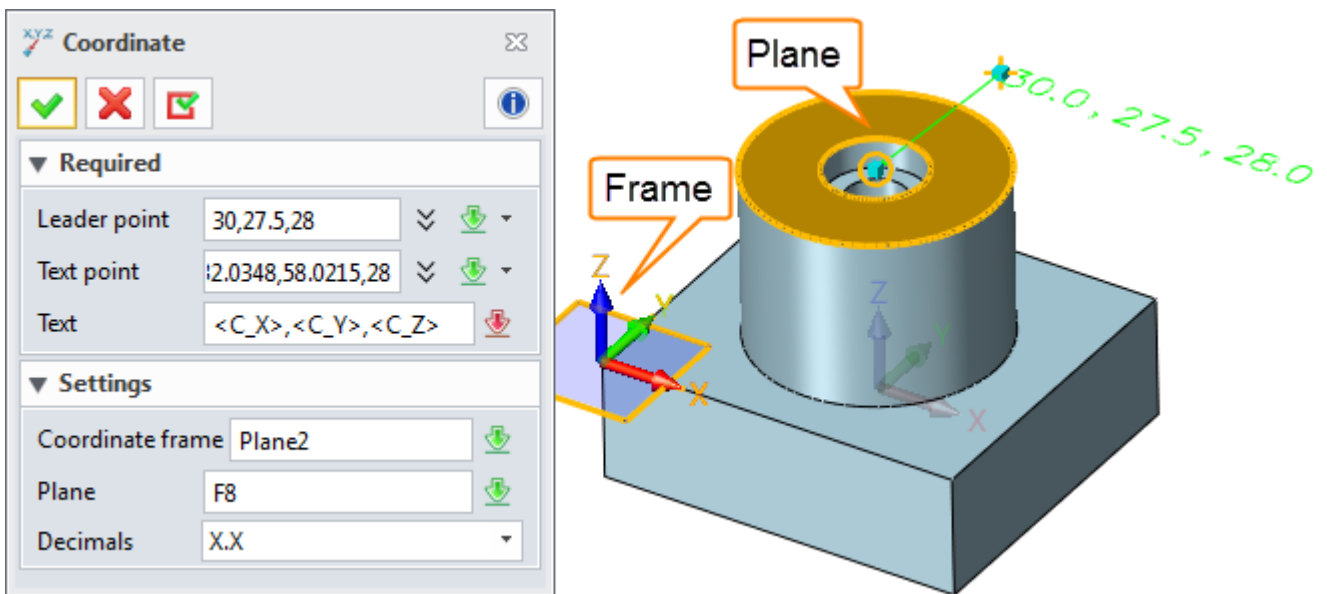 XYZ Coordinate
Required
Leader point 30,27.5,28
Text point 2.0348,58.0215,28
Text <C_X>,<C_Y>,<C_Z>
Settings
Coordinate frame Plane2
Plane F8
Decimals X.X
Plane
30.0, 27.5, 28.0
Frame
Z
Y
X
Z
Y
X